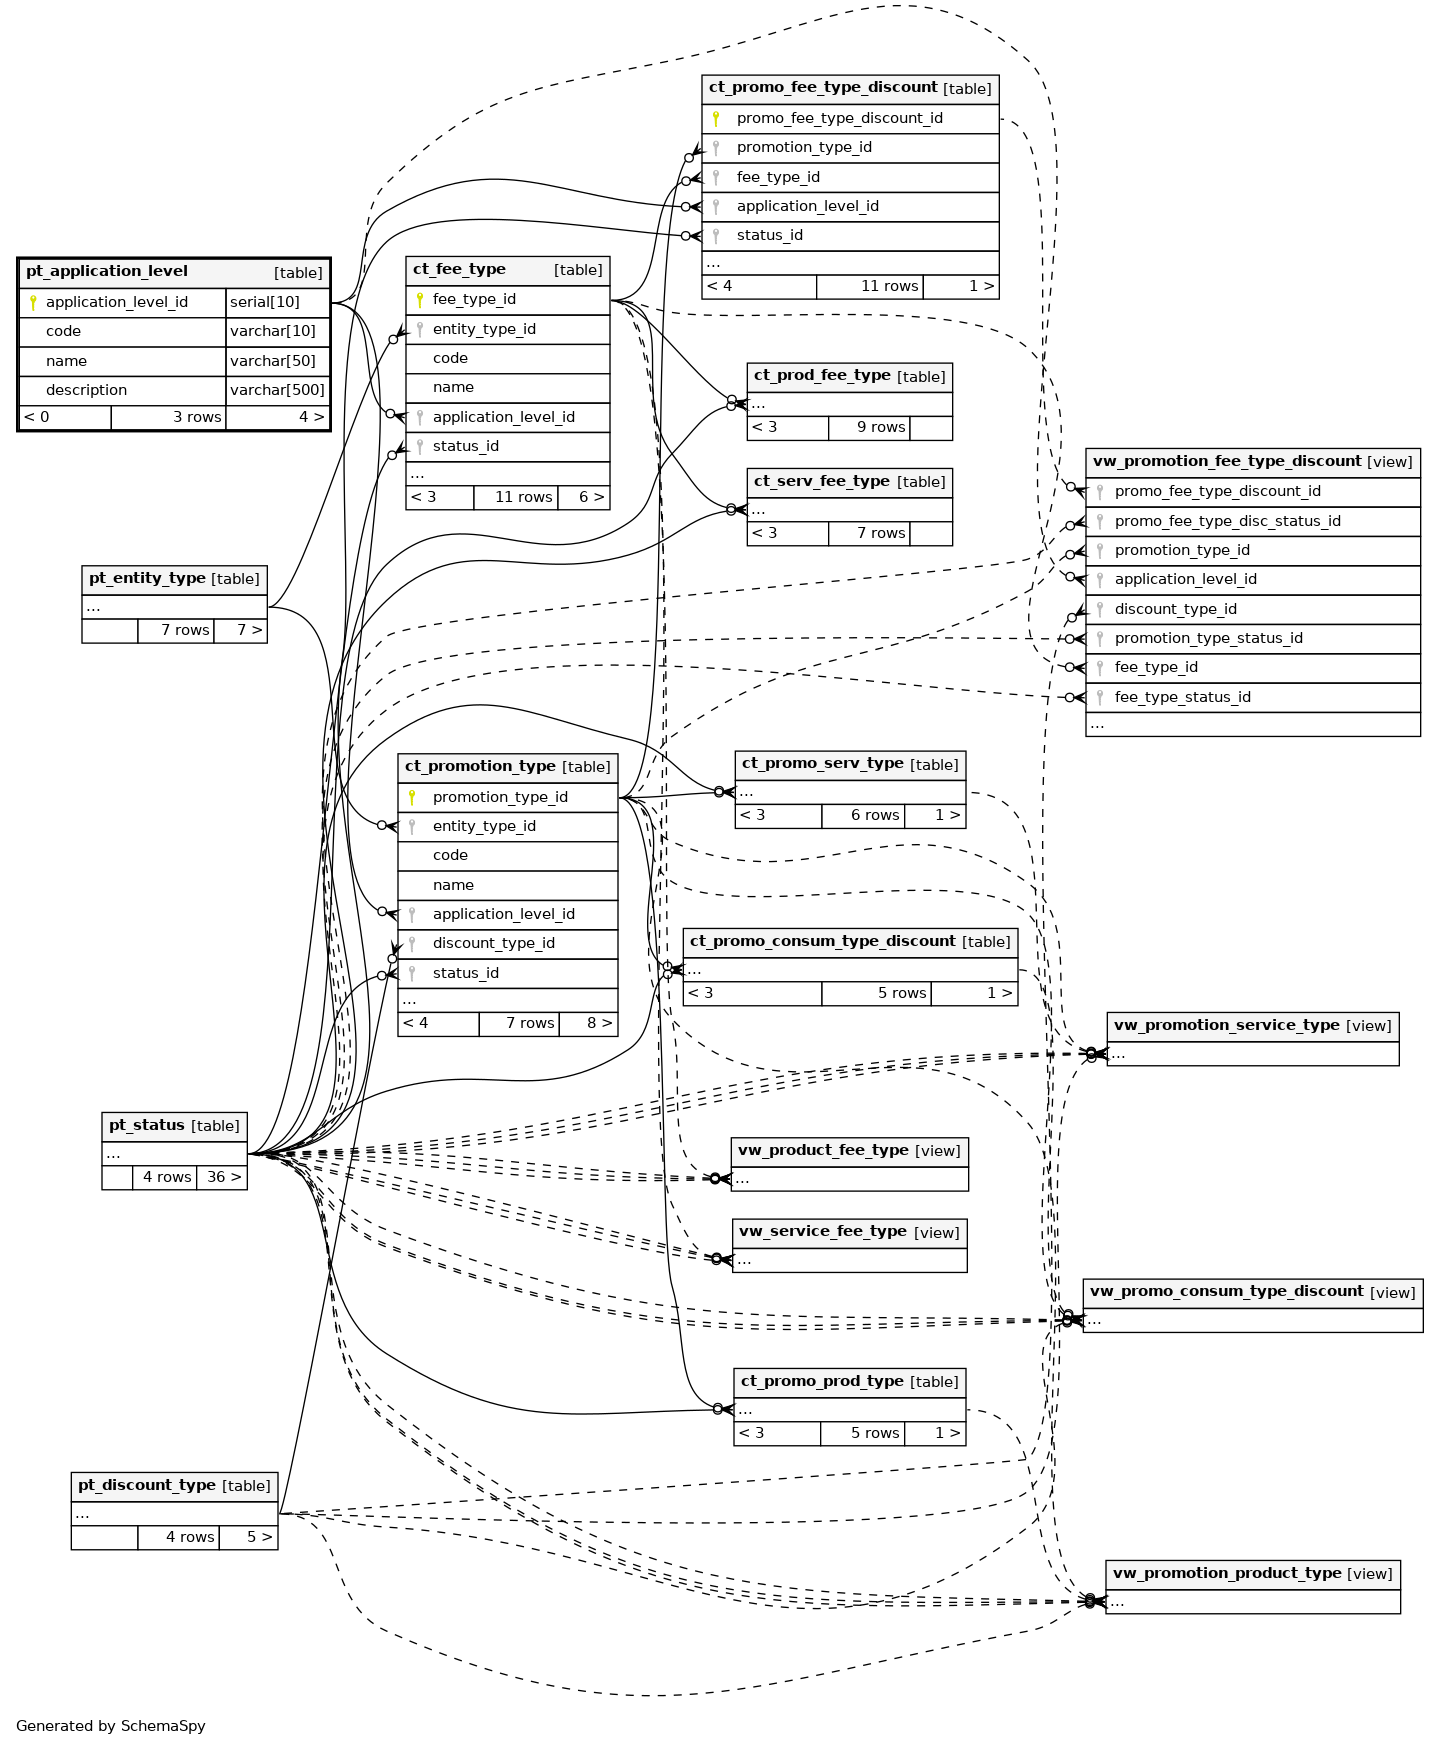 ct_promo_fee_type_discount [table]
promo_fee_type_discount_id
promotion_type_id
fee_type_id
application_level_id
status_id
...
< 4 11 rows 1 >
pt_application_level [table]
application_level_id serial[10]
code varchar[10]
name varchar[50]
description varchar[500]
< 0 3 rows 4 >
ct_fee_type [table]
fee_type_id
entity_type_id
code
name
application_level_id
status_id
...
< 3 11 rows 6 >
ct_prod_fee_type [table]
...
< 3 9 rows
ct_serv_fee_type [table]
...
< 3 7 rows
vw_promotion_fee_type_discount [view]
promo_fee_type_discount_id
promo_fee_type_disc_status_id
promotion_type_id
application_level_id
discount_type_id
promotion_type_status_id
fee_type_id
fee_type_status_id
...
pt_entity_type [table]
...
7 rows 7 >
ct_promotion_type [table]
promotion_type_id
entity_type_id
code
name
application_level_id
discount_type_id
status_id
...
< 4 7 rows 8 >
ct_promo_serv_type [table]
...
< 3 6 rows 1 >
ct_promo_consum_type_discount [table]
...
< 3 5 rows 1 >
vw_promotion_service_type [view]
...
pt_status [table]
...
4 rows 36 >
vw_product_fee_type [view]
...
vw_service_fee_type [view]
...
vw_promo_consum_type_discount [view]
...
ct_promo_prod_type [table]
...
< 3 5 rows 1 >
pt_discount_type [table]
...
4 rows 5 >
vw_promotion_product_type [view]
...
Generated by SchemaSpy